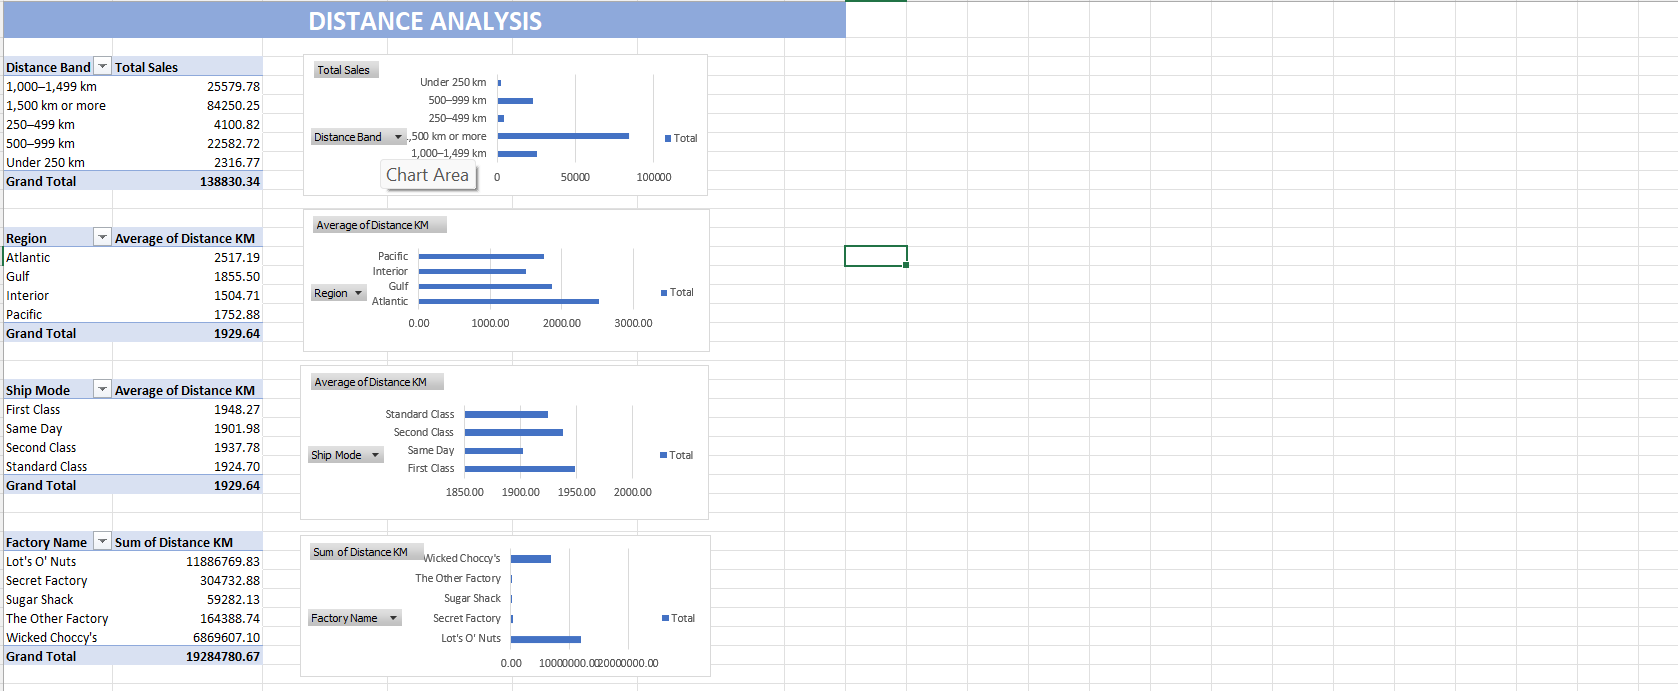 DISTANCE ANALYSIS
Distance Band Total Sales
1,000–1,499 km 25579.78
1,500 km or more 84250.25
250–499 km 4100.82
500–999 km 22582.72
Under 250 km 2316.77
Grand Total 138830.34
Total Sales
Under 250 km
500–999 km
250–499 km
Distance Band ,500 km or more
1,000–1,499 km
Total
Chart Area
0 50000 100000
Region Average of Distance KM
Atlantic 2517.19
Gulf 1855.50
Interior 1504.71
Pacific 1752.88
Grand Total 1929.64
Average of Distance KM
Pacific
Interior
Gulf
Region Atlantic
Total
0.00 1000.00 2000.00 3000.00
Ship Mode Average of Distance KM
First Class 1948.27
Same Day 1901.98
Second Class 1937.78
Standard Class 1924.70
Grand Total 1929.64
Average of Distance KM
Standard Class
Second Class
Same Day
Ship Mode First Class
Total
1850.00 1900.00 1950.00 2000.00
Factory Name Sum of Distance KM
Lot's O' Nuts 11886769.83
Secret Factory 304732.88
Sugar Shack 59282.13
The Other Factory 164388.74
Wicked Choccy's 6869607.10
Grand Total 19284780.67
Sum of Distance KM
Wicked Choccy's
The Other Factory
Sugar Shack
Factory Name Secret Factory
Total
Lot's O' Nuts
0.00 10000000.00 20000000.00